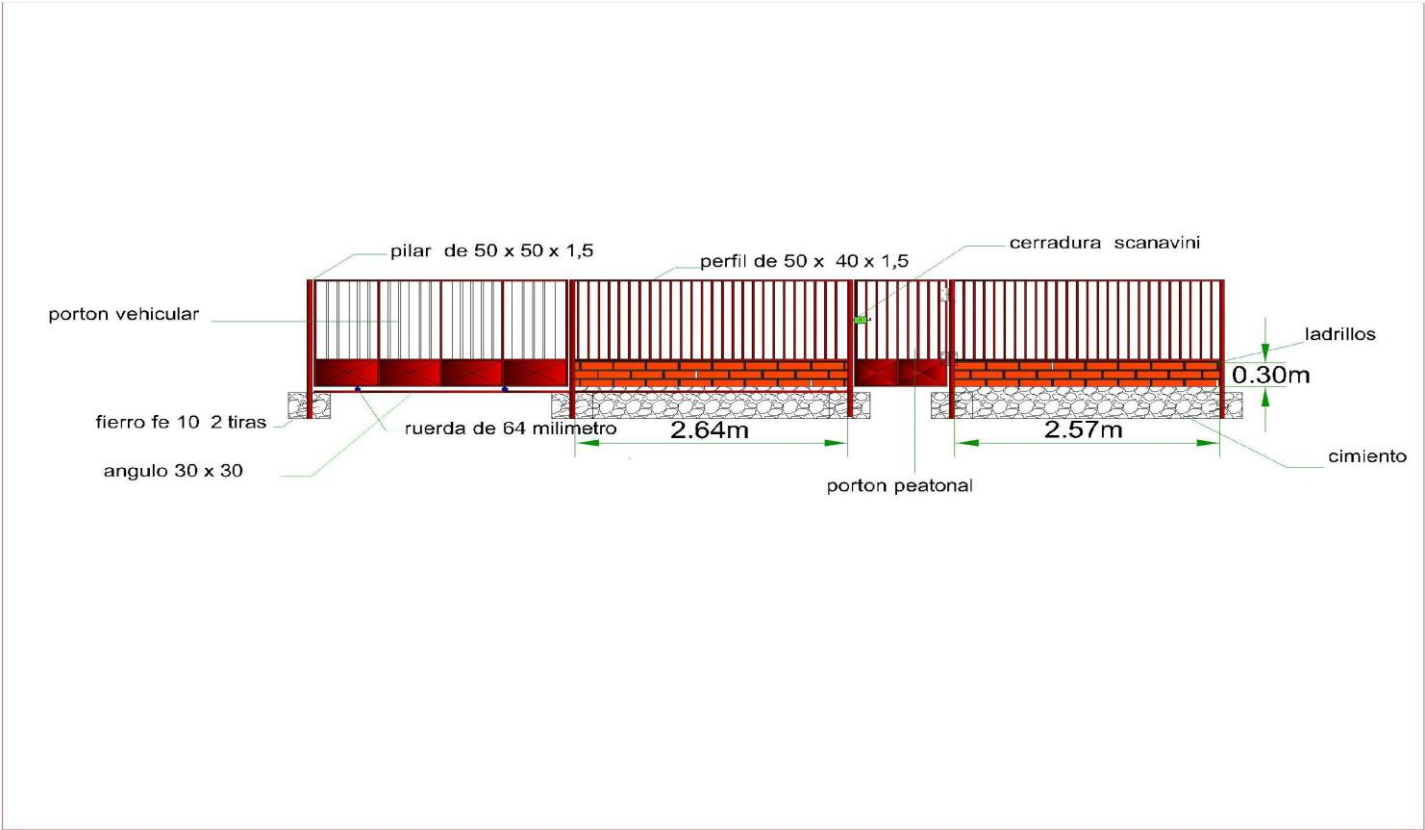 cerradura scanavini
pilar de 50 x 50 x 1,5
perfil de 50 x 40 x 1,5
porton vehicular
ladrillos
0.30m
fierro fe 10 2 tiras
ruerda de 64 milimetro
2.64m
2.57m
angulo 30 x 30
cimiento
porton peatonal